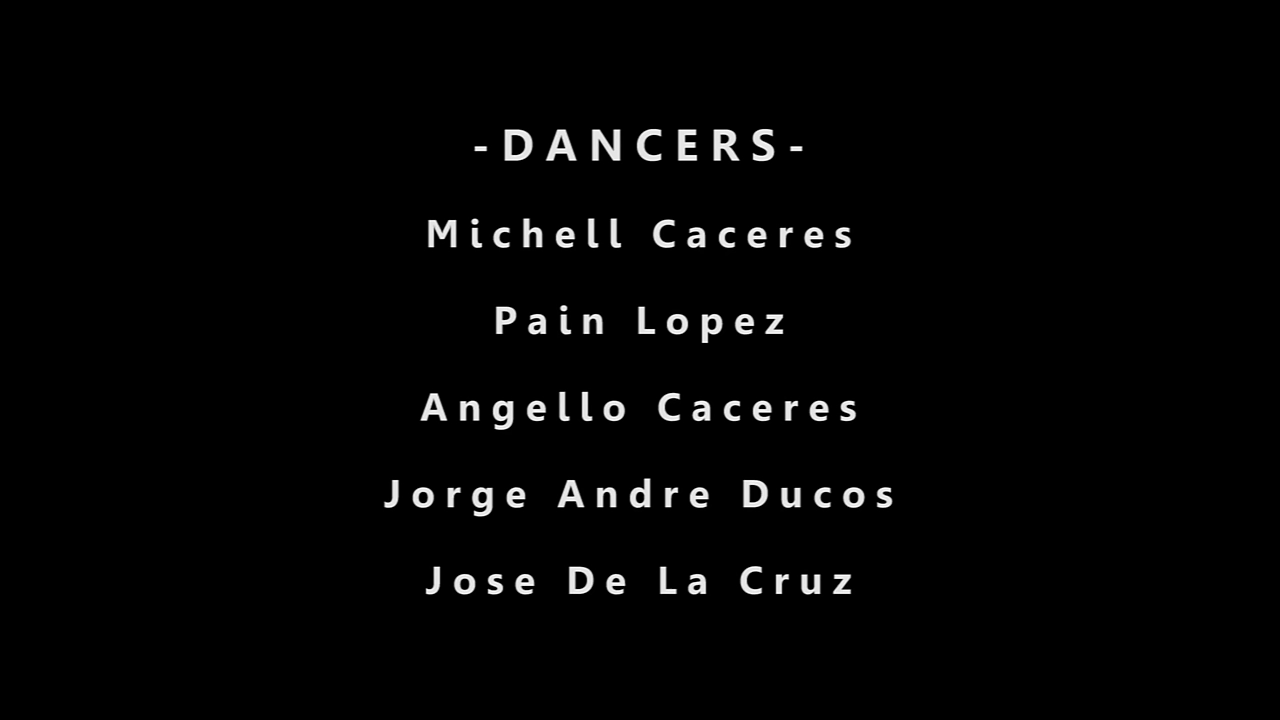 -DANCERS-
Michell Caceres
Pain Lopez
Angello Caceres
Jorge Andre Ducos
Jose De La Cruz